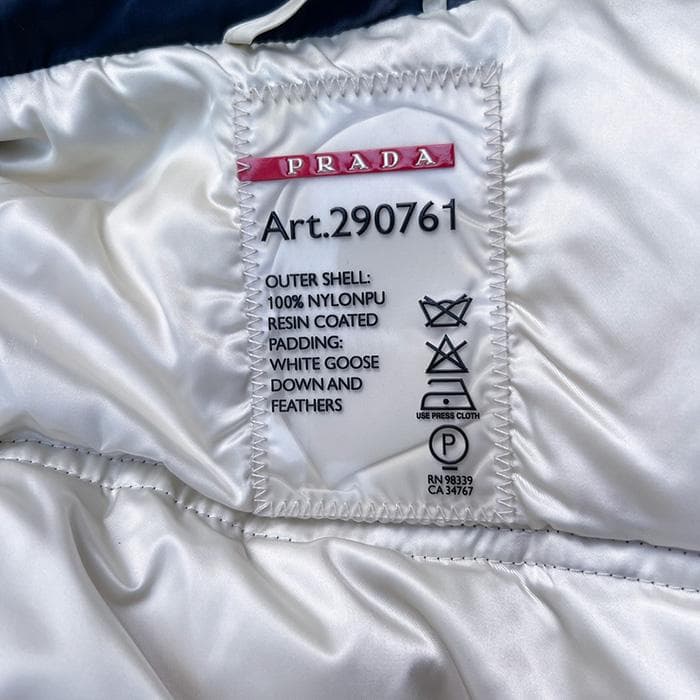 PRADA
Art.290761
OUTER SHELL:
100% NYLONPU
RESIN COATED
PADDING:
WHITE GOOSE
DOWN AND
FEATHERS
USE PRESS CLOTH
P
RN 98339
CA 34767